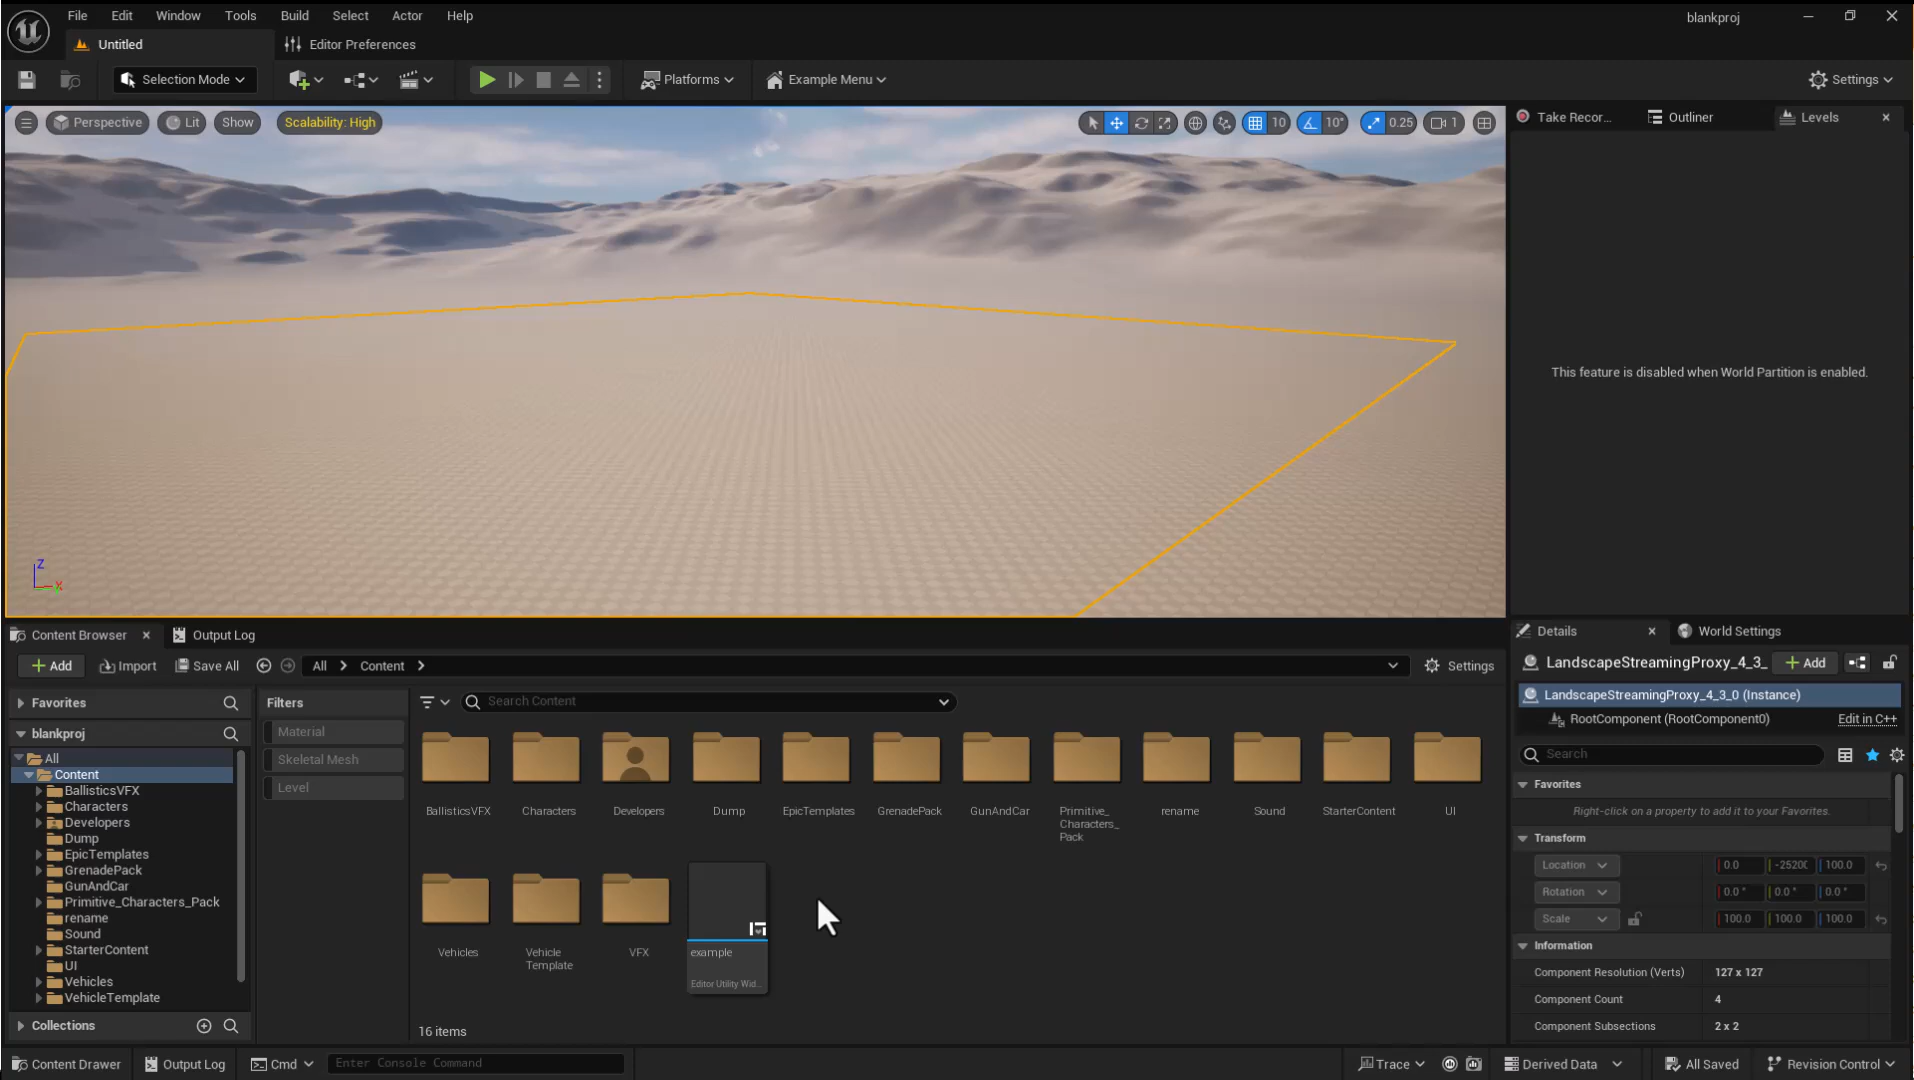 File Edit Window Tools Build Select Actor Help
blankproj
Untitled
Editor Preferences
Selection Mode
Platforms
Example Menu
Settings
Perspective
Lit
Show
Scalability: High
10
10°
0.25
1
Take Recor...
Outliner
Levels
This feature is disabled when World Partition is enabled.
Z
X
Content Browser
Output Log
Add
Import
Save All
All
Content
Settings
Favorites
blankproj
All
Content
BallisticsVFX
Characters
Developers
Dump
EpicTemplates
GrenadePack
GunAndCar
Primitive_Characters_Pack
rename
Sound
StarterContent
UI
Vehicles
VehicleTemplate
Collections
Filters
Material
Skeletal Mesh
Level
Search Content
BallisticsVFX
Characters
Developers
Dump
EpicTemplates
GrenadePack
GunAndCar
Primitive_
Characters_
Pack
rename
Sound
StarterContent
UI
Vehicles
Vehicle
Template
VFX
example
Editor Utility Wid...
16 items
Details
World Settings
LandscapeStreamingProxy_4_3_
Add
LandscapeStreamingProxy_4_3_0 (Instance)
RootComponent (RootComponent0)
Edit in C++
Search
Favorites
Right-click on a property to add it to your Favorites.
Transform
Location
0.0
100.0
Rotation
0.0 °
0.0 °
0.0 °
Scale
100.0
100.0
100.0
Information
Component Resolution (Verts)
127 x 127
Component Count
4
Component Subsections
2 x 2
Content Drawer
Output Log
Cmd
Enter Console Command
Trace
Derived Data
All Saved
Revision Control